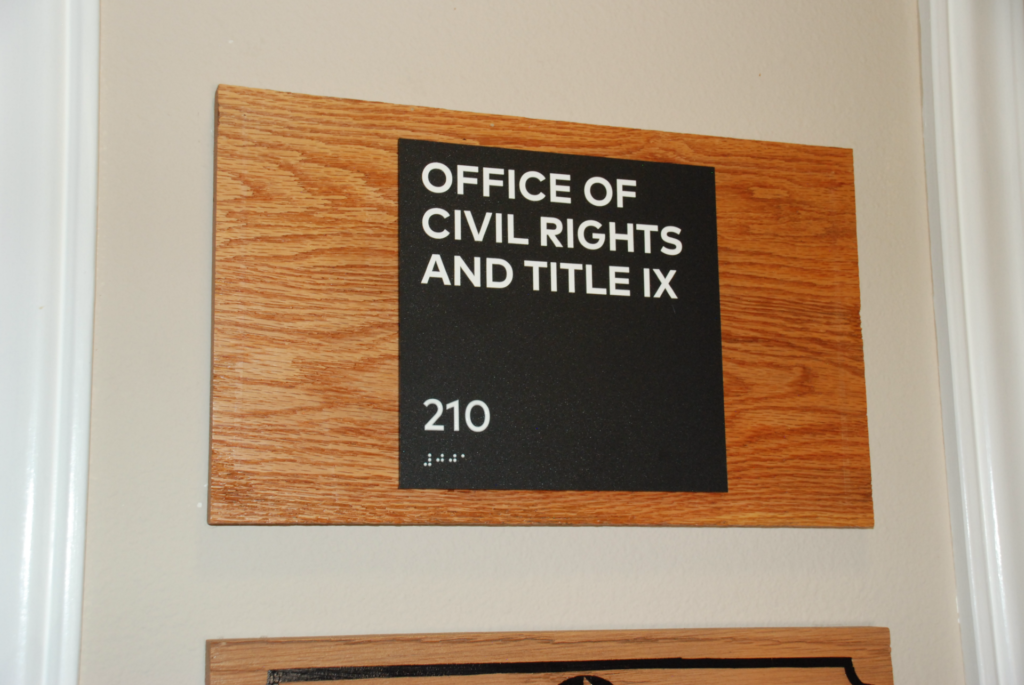 OFFICE OF
CIVIL RIGHTS
AND TITLE IX
210